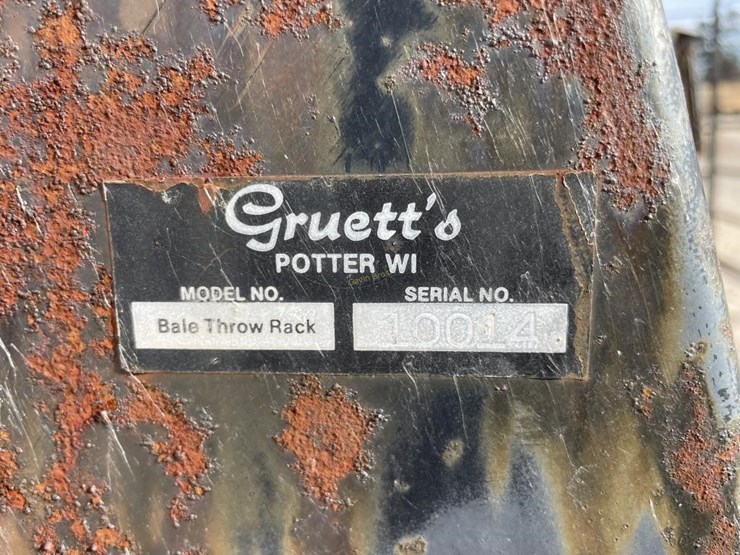 Gruett's
POTTER WI
MODEL NO. SERIAL NO.
Bale Throw Rack 10014